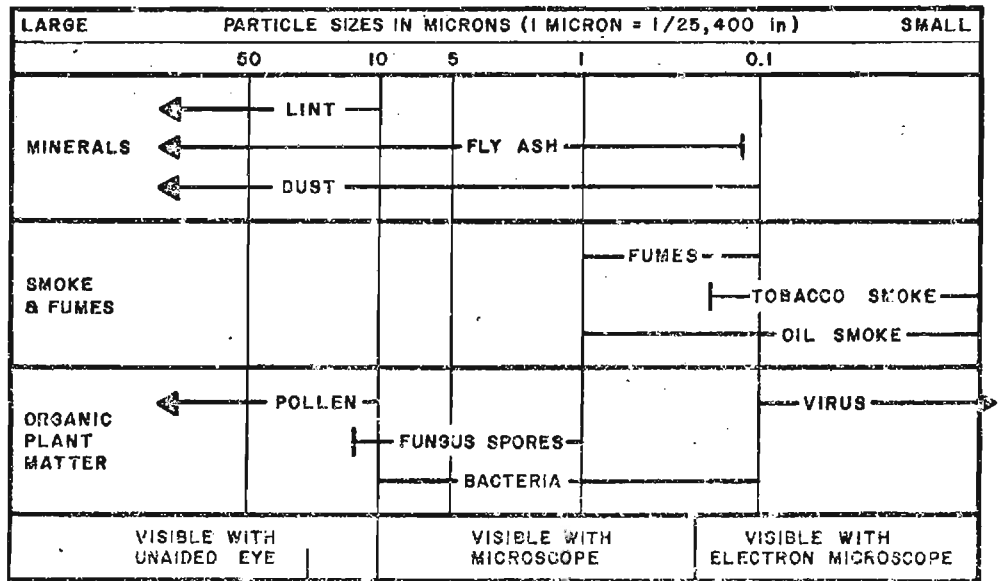 LARGE PARTICLE SIZES IN MICRONS (1 MICRON = 1/25,400 in) SMALL
50 10 5 1 0.1
LINT
MINERALS FLY ASH
DUST
FUMES
SMOKE
& FUMES
TOBACCO SMOKE
OIL SMOKE
POLLEN VIRUS
ORGANIC
PLANT
MATTER
FUNGUS SPORES
BACTERIA
VISIBLE WITH
UNAIDED EYE
VISIBLE WITH
MICROSCOPE
VISIBLE WITH
ELECTRON MICROSCOPE